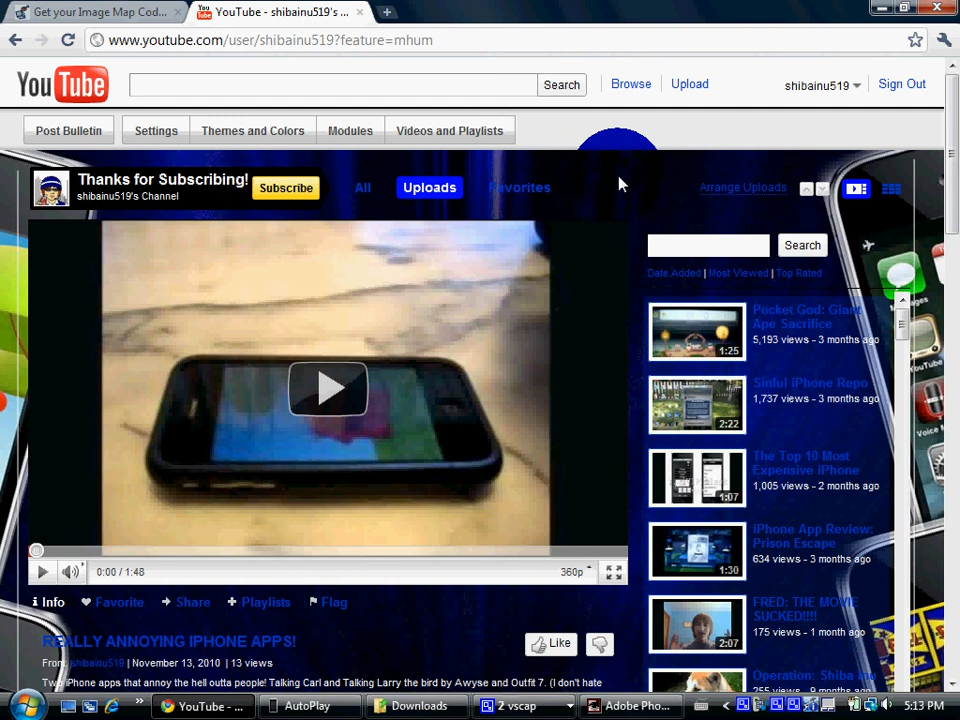 Get your Image Map Cod...
YouTube - shibainu519's ...
www.youtube.com/user/shibainu519?feature=mhum
YouTube
Search
Browse
Upload
shibainu519
Sign Out
Post Bulletin
Settings
Themes and Colors
Modules
Videos and Playlists
Thanks for Subscribing!
shibainu519's Channel
Subscribe
All
Uploads
Favorites
Arrange Uploads
Search
Date Added | Most Viewed | Top Rated
Pocket God: Giant
Ape Sacrifice
5,193 views - 3 months ago
1:25
Sinful iPhone Repo
1,737 views - 3 months ago
2:22
The Top 10 Most
Expensive iPhone
1,005 views - 2 months ago
1:07
IPhone App Review:
Prison Escape
634 views - 3 months ago
1:30
FRED: THE MOVIE
SUCKED!!!!
175 views - 1 month ago
2:07
Operation: Shiba Inu
255 views - 9 months ago
YouTube
Voice M
0:00 / 1:48
360p
Info
Favorite
Share
Playlists
Flag
REALLY ANNOYING IPHONE APPS!
Like
From: shibainu519 | November 13, 2010 | 13 views
Two iPhone apps that annoy the hell outta people! Talking Carl and Talking Larry the bird by Awyse and Outfit 7. (I don't hate
YouTube - ...
AutoPlay
Downloads
2 vscap
Adobe Pho...
5:13 PM